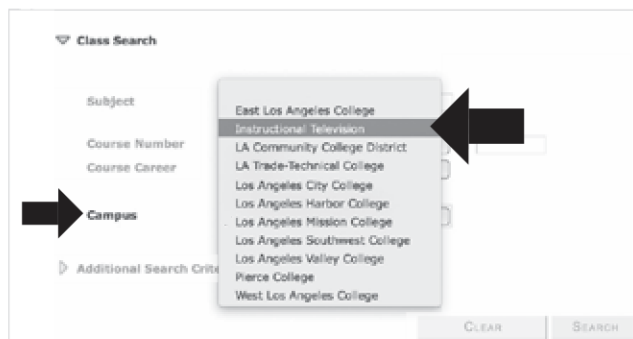 Class Search
Subject
Course Number
Course Career
Campus
Additional Search Crite
East Los Angeles College
Instructional Television
LA Community College District
LA Trade-Technical College
Los Angeles City College
Los Angeles Harbor College
Los Angeles Mission College
Los Angeles Southwest College
Los Angeles Valley College
Pierce College
West Los Angeles College
CLEAR
SEARCH